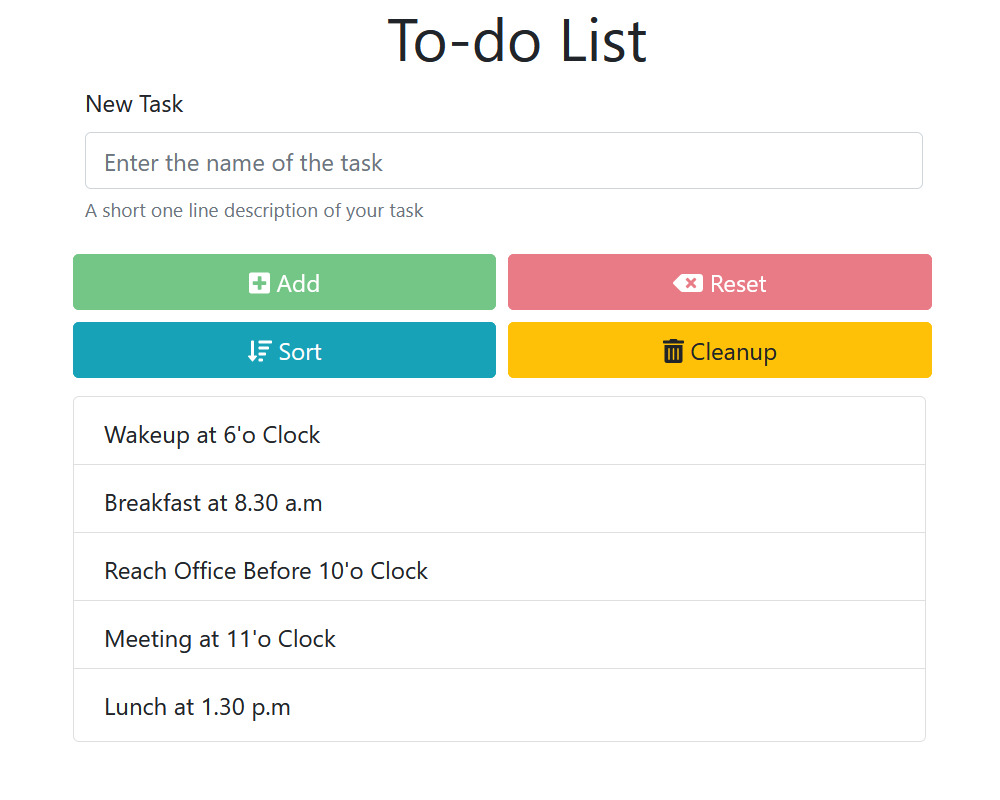 To-do List
New Task
Enter the name of the task
A short one line description of your task
Add
Reset
Sort
Cleanup
Wakeup at 6'o Clock
Breakfast at 8.30 a.m
Reach Office Before 10'o Clock
Meeting at 11'o Clock
Lunch at 1.30 p.m